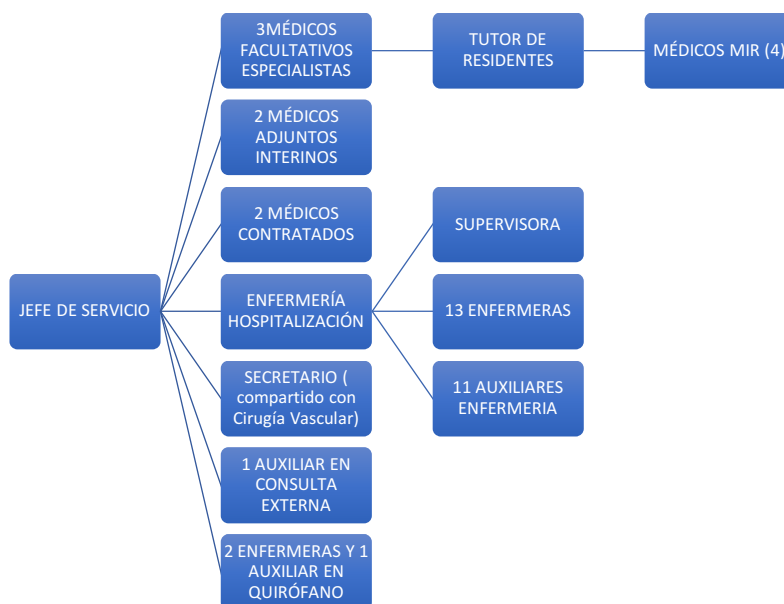 3MÉDICOS
FACULTATIVOS
ESPECIALISTAS
TUTOR DE
RESIDENTES
MÉDICOS MIR (4)
2 MÉDICOS
ADJUNTOS
INTERINOS
2 MÉDICOS
CONTRATADOS
SUPERVISORA
JEFE DE SERVICIO
ENFERMERÍA
HOSPITALIZACIÓN
13 ENFERMERAS
SECRETARIO (
compartido con
Cirugía Vascular)
11 AUXILIARES
ENFERMERIA
1 AUXILIAR EN
CONSULTA
EXTERNA
2 ENFERMERAS Y 1
AUXILIAR EN
QUIRÓFANO